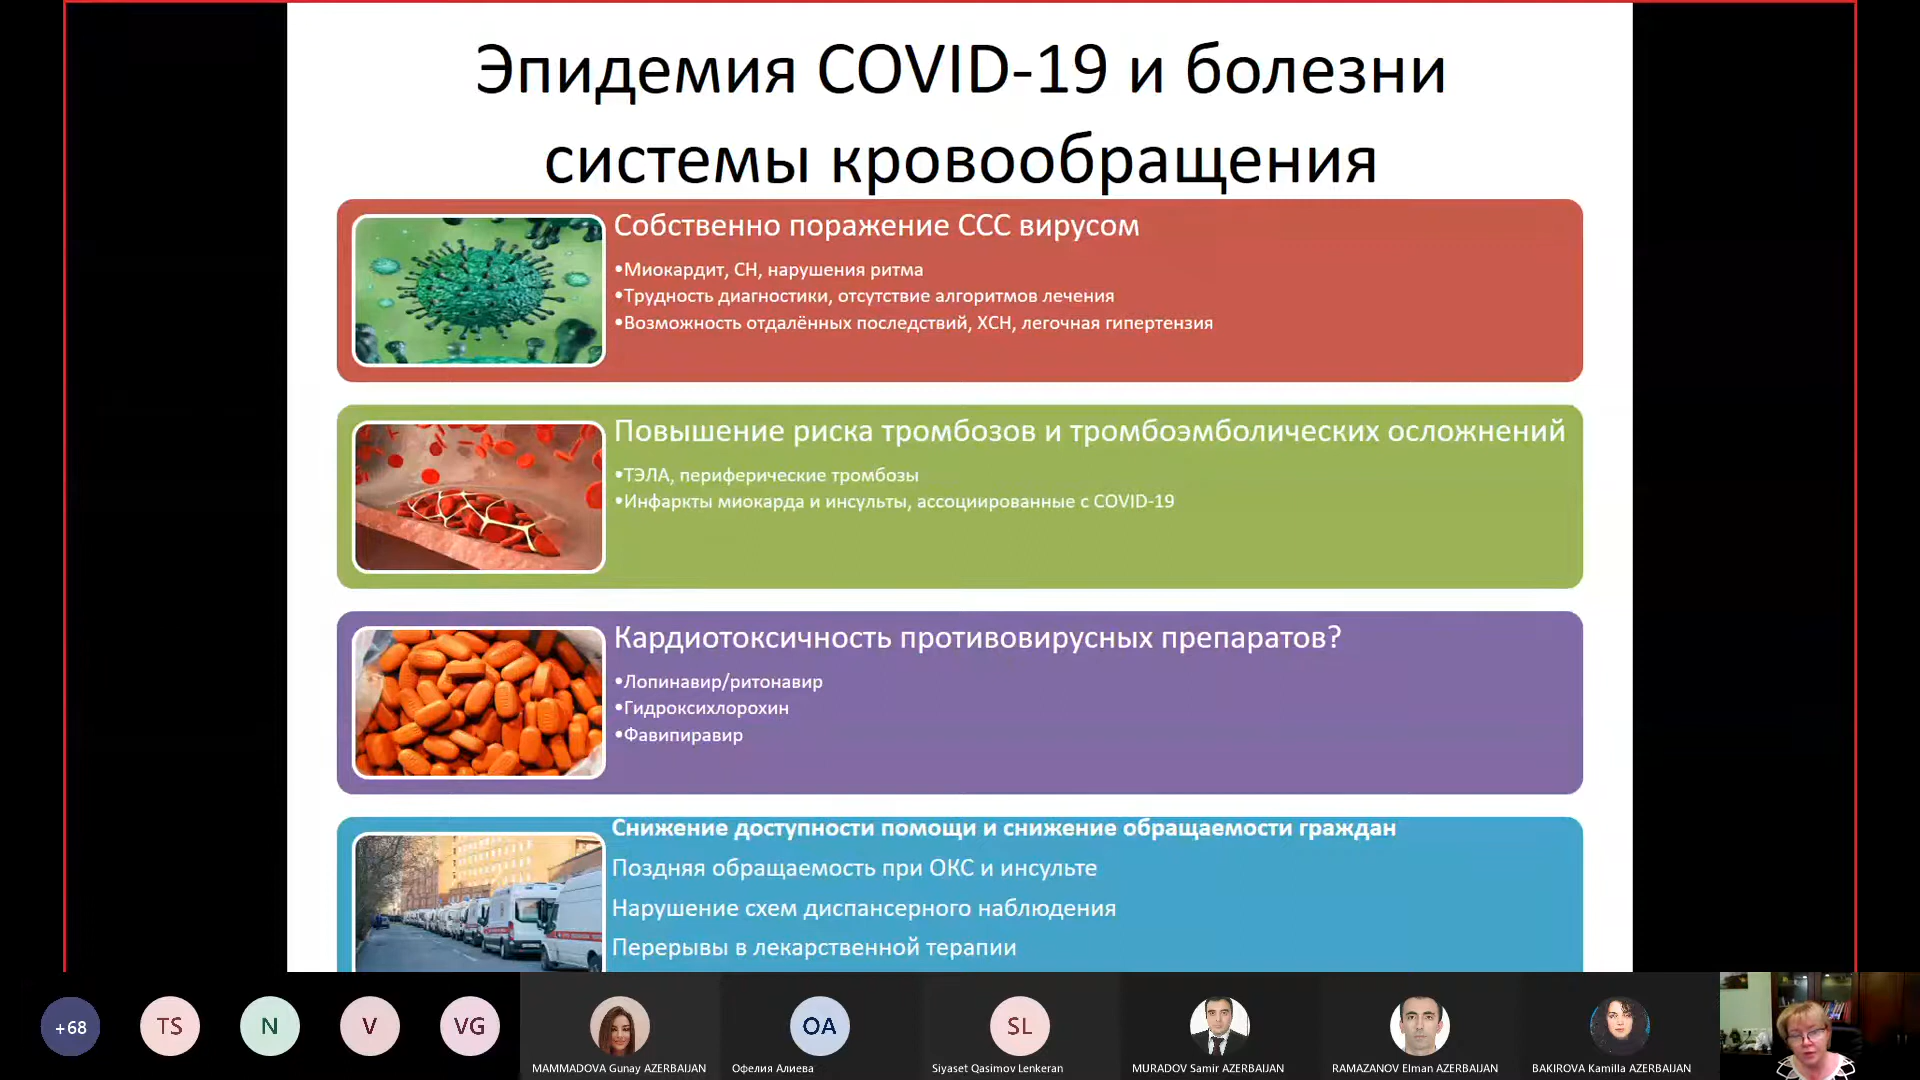 Эпидемия COVID-19 и болезни
системы кровообращения
Собственно поражение ССС вирусом
•Миокардит, СН, нарушения ритма
•Трудность диагностики, отсутствие алгоритмов лечения
•Возможность отдалённых последствий, ХСН, легочная гипертензия
Повышение риска тромбозов и тромбоэмболических осложнений
•ТЭЛА, периферические тромбозы
•Инфаркты миокарда и инсульты, ассоциированные с COVID-19
Кардиотоксичность противовирусных препаратов?
•Лопинавир/ритонавир
•Гидроксихлорохин
•Фавипиравир
Снижение доступности помощи и снижение обращаемости граждан
Поздняя обращаемость при ОКС и инсульте
Нарушение схем диспансерного наблюдения
Перерывы в лекарственной терапии
+68
TS
N
V
VG
MAMMADOVA Gunay AZERBAIJAN
OA
Офелия Алиева
SL
Siyaset Qasimov Lenkeran
MURADOV Samir AZERBAIJAN
RAMAZANOV Elman AZERBAIJAN
BAKIROVA Kamilla AZERBAIJAN